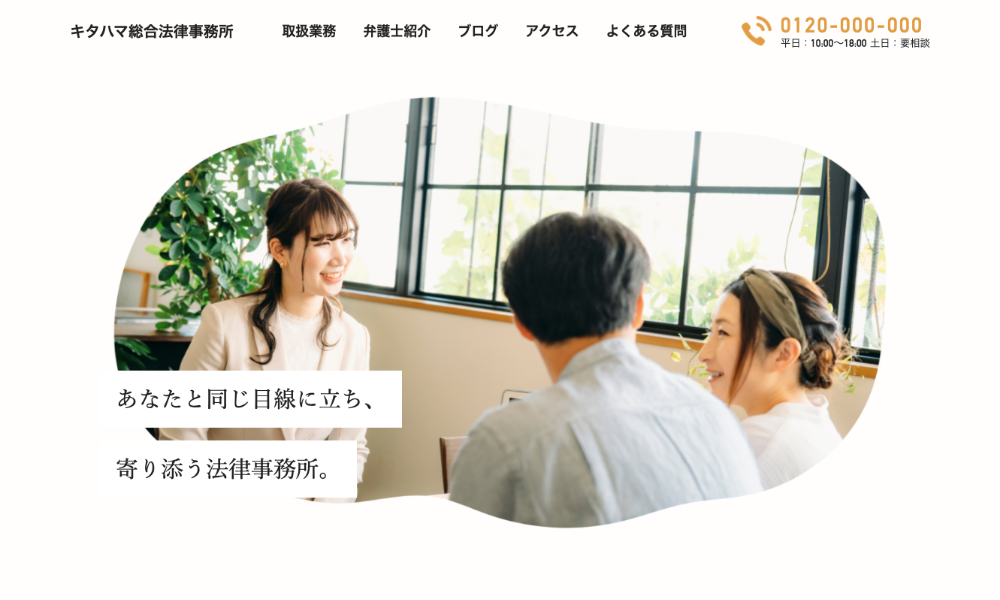 キタハマ総合法律事務所
取扱業務 弁護士紹介 ブログ アクセス よくある質問
0120-000-000
平日：10:00〜18:00 土日：要相談
あなたと同じ目線に立ち、
寄り添う法律事務所。